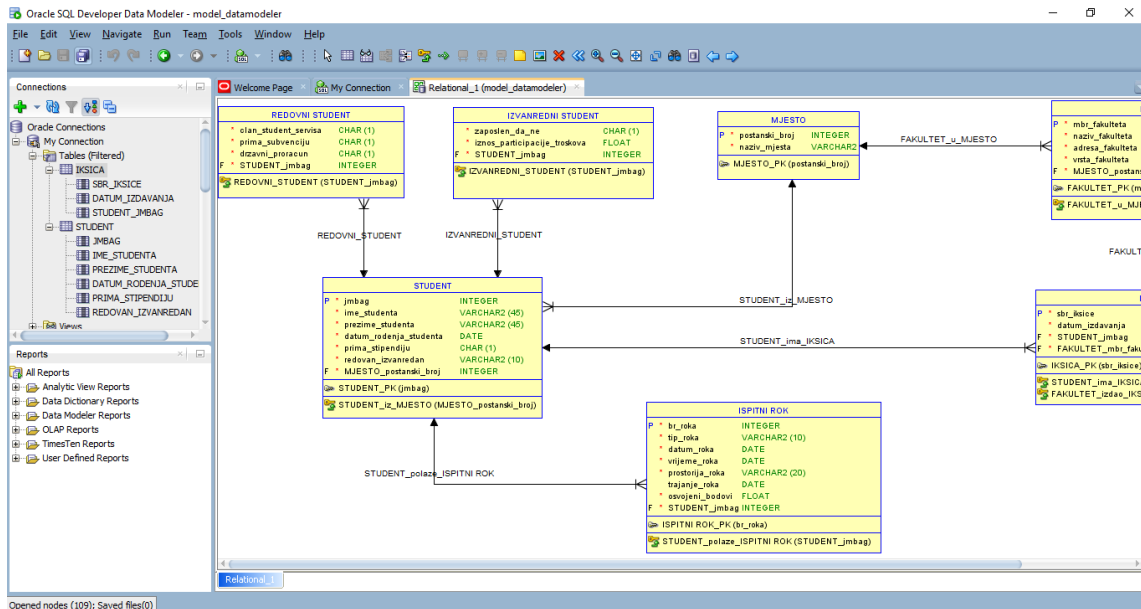 Oracle SQL Developer Data Modeler - model_datamodeler
File Edit View Navigate Run Team Tools Window Help
Connections
Oracle Connections
My Connection
Tables (Filtered)
IKSICA
SBR_IKSICE
DATUM_IZDAVANJA
STUDENT_JMBAG
STUDENT
JMBAG
IME_STUDENTA
PREZIME_STUDENTA
DATUM_RODENJA_STUDE
PRIMA_STIPENDIJU
REDOVAN_IZVANREDAN
Views
Reports
All Reports
Analytic View Reports
Data Dictionary Reports
Data Modeler Reports
OLAP Reports
TimesTen Reports
User Defined Reports
Welcome Page My Connection Relational_1 (model_datamodeler)
REDOVNI STUDENT
* clan_student_servisa CHAR (1)
* prima_subvenciju CHAR (1)
* drzavni_proracun CHAR (1)
F * STUDENT_jmbag INTEGER
REDOVNI_STUDENT (STUDENT_jmbag)
IZVANREDNI STUDENT
* zaposlen_da_ne CHAR (1)
* iznos_participacije_troskova FLOAT
F * STUDENT_jmbag INTEGER
IZVANREDNI_STUDENT (STUDENT_jmbag)
MJESTO
P * postanski_broj INTEGER
* naziv_mjesta VARCHAR2
MJESTO_PK (postanski_broj)
FAKULTET_u_MJESTO
P * mbr_fakulteta
* naziv_fakulteta
* adresa_fakulteta
* vrsta_fakulteta
F * MJESTO_postans
FAKULTET_PK (m
FAKULTET_u_MJE
REDOVNI_STUDENT
IZVANREDNI_STUDENT
FAKULT
STUDENT
P * jmbag INTEGER
* ime_studenta VARCHAR2 (45)
* prezime_studenta VARCHAR2 (45)
* datum_rodenja_studenta DATE
* prima_stipendiju CHAR (1)
* redovan_izvanredan VARCHAR2 (10)
F * MJESTO_postanski_broj INTEGER
STUDENT_PK (jmbag)
STUDENT_iz_MJESTO (MJESTO_postanski_broj)
STUDENT_iz_MJESTO
STUDENT_ima_IKSICA
P * sbr_iksice
* datum_izdavanja
F * STUDENT_jmbag
F * FAKULTET_mbr_faku
IKSICA_PK (sbr_iksice)
STUDENT_ima_IKSICA
FAKULTET_izdao_IKS
STUDENT_polaze_ISPITNI ROK
ISPITNI ROK
P * br_roka INTEGER
* tip_roka VARCHAR2 (10)
* datum_roka DATE
* vrijeme_roka DATE
* prostorija_roka VARCHAR2 (20)
trajanje_roka DATE
* osvojeni_bodovi FLOAT
F * STUDENT_jmbag INTEGER
ISPITNI ROK_PK (br_roka)
STUDENT_polaze_ISPITNI ROK (STUDENT_jmbag)
Relational_1
Opened nodes (109); Saved files(0)